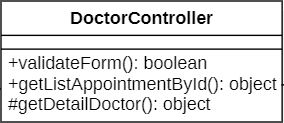 DoctorController
+validateForm(): boolean
+getListAppointmentById(): object
#getDetailDoctor(): object